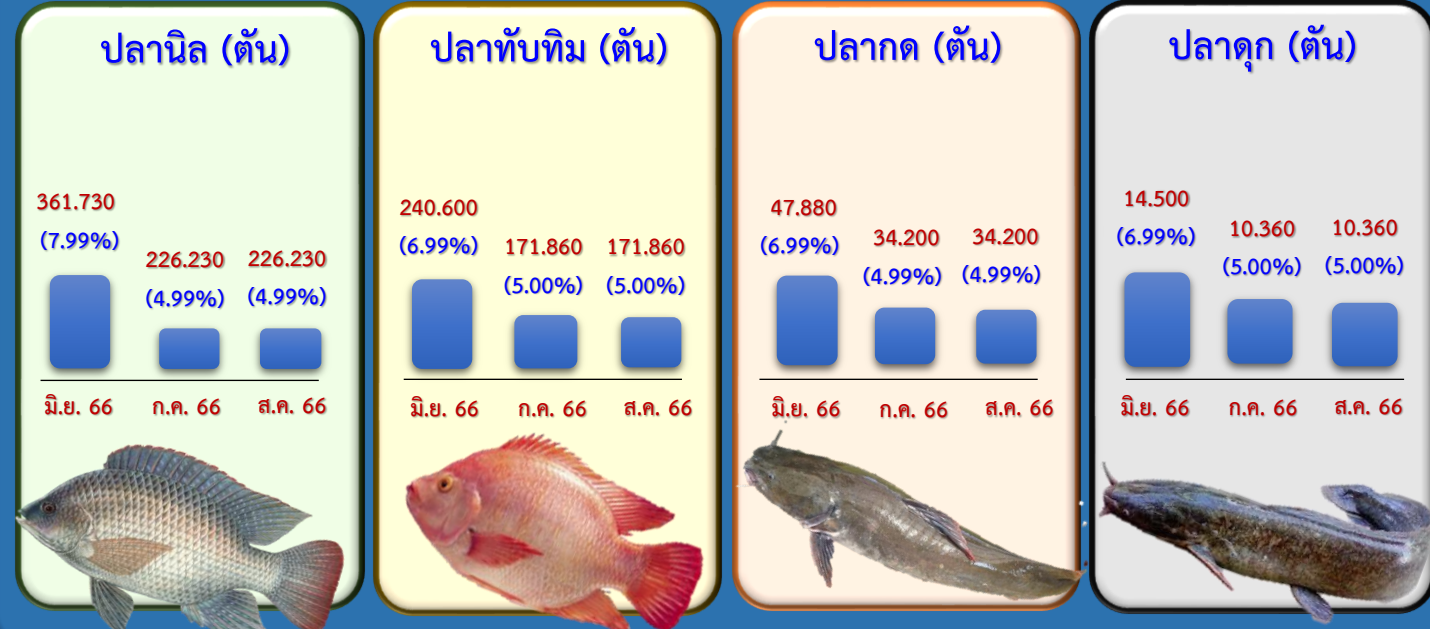 ปลานิล (ตัน)
361.730
(7.99%)
226.230
(4.99%)
226.230
(4.99%)
มิ.ย. 66
ก.ค. 66
ส.ค. 66
ปลาทับทิม (ตัน)
240.600
(6.99%)
171.860
(5.00%)
171.860
(5.00%)
มิ.ย. 66
ก.ค. 66
ส.ค. 66
ปลากด (ตัน)
47.880
(6.99%)
34.200
(4.99%)
34.200
(4.99%)
มิ.ย. 66
ก.ค. 66
ส.ค. 66
ปลาดุก (ตัน)
14.500
(6.99%)
10.360
(5.00%)
10.360
(5.00%)
มิ.ย. 66
ก.ค. 66
ส.ค. 66